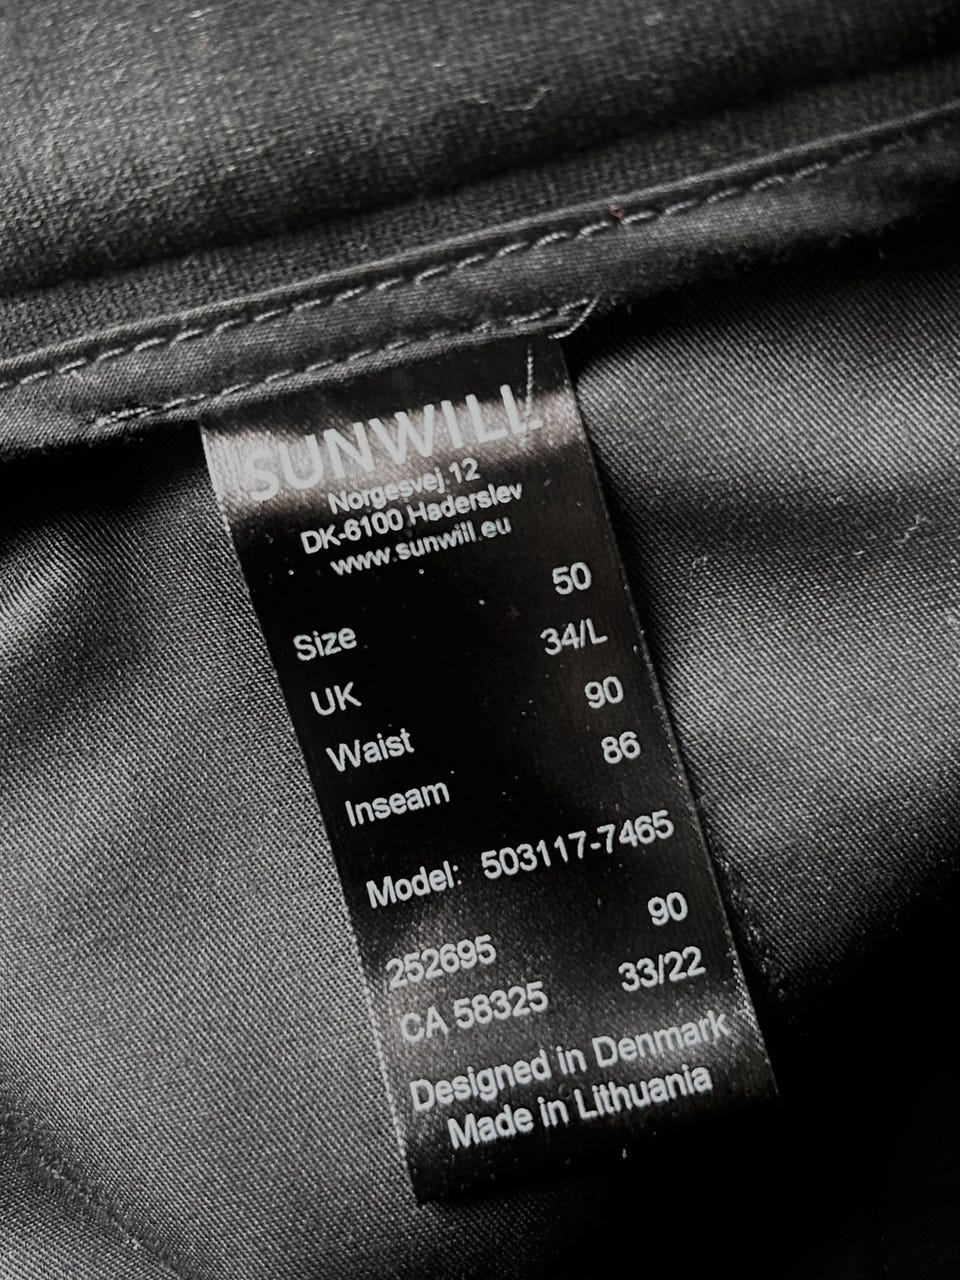 SUNWILL
Norgesvej 12
DK-6100 Haderslev
www.sunwill.eu
Size 50
UK 34/L
Waist 90
Inseam 86
Model: 503117-7465
252695 90
CA 58325 33/22
Designed in Denmark
Made in Lithuania